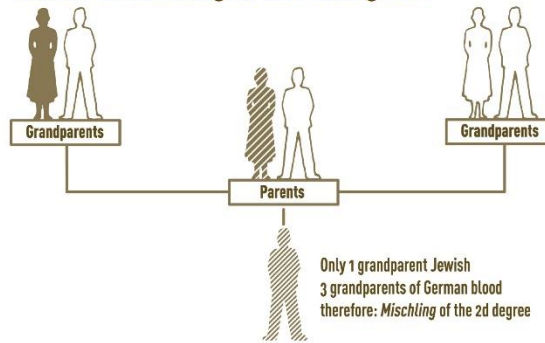 Grandparents
Grandparents
Parents
Only 1 grandparent Jewish
3 grandparents of German blood
therefore: Mischling of the 2d degree